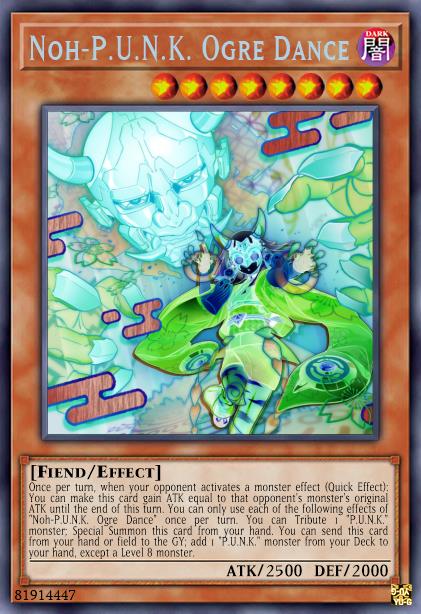 NOH-P.U.N.K. OGRE DANCE
DARK
闇
[FIEND/EFFECT]
Once per turn, when your opponent activates a monster effect (Quick Effect):
You can make this card gain ATK equal to that opponent's monster's original
ATK until the end of this turn. You can only use each of the following effects of
"Noh-P.U.N.K. Ogre Dance" once per turn. You can Tribute 1 "P.U.N.K."
monster; Special Summon this card from your hand. You can send this card
from your hand or field to the GY; add 1 "P.U.N.K." monster from your Deck to
your hand, except a Level 8 monster.
ATK/2500 DEF/2000
81914447